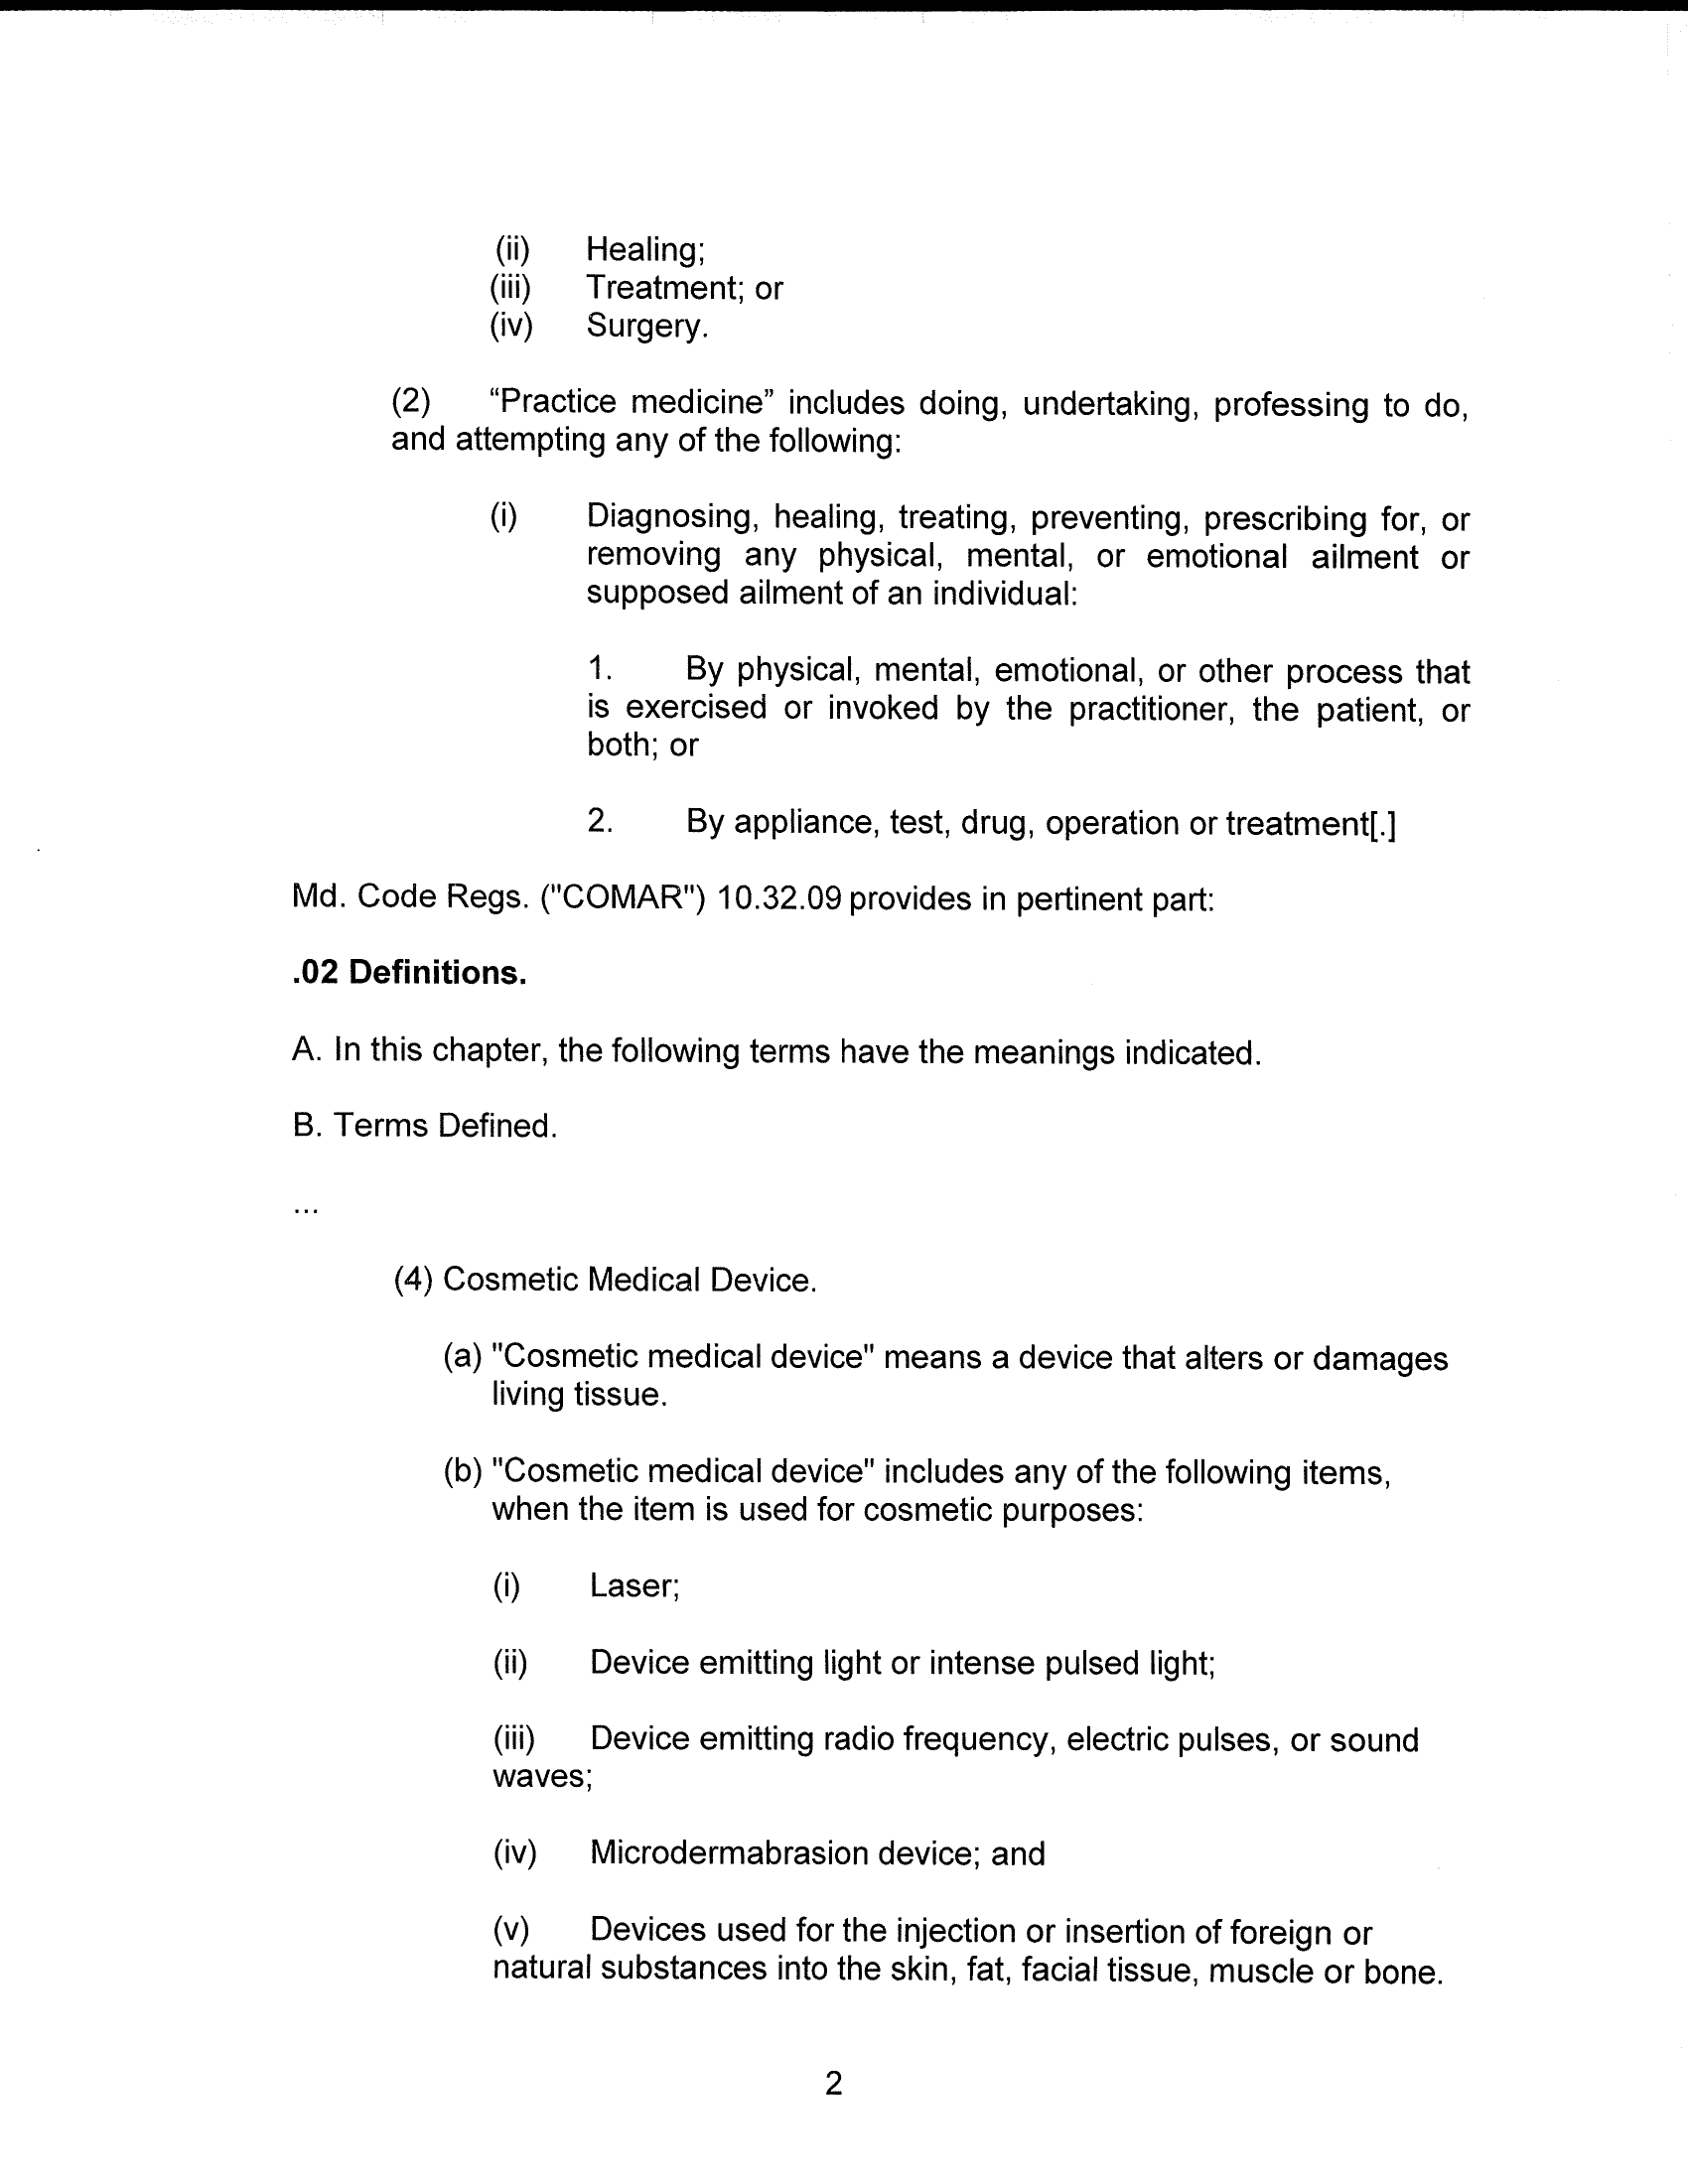 (ii) Healing;
(iii) Treatment; or
(iv) Surgery.
(2) “Practice medicine” includes doing, undertaking, professing to do,
and attempting any of the following:
(i) Diagnosing, healing, treating, preventing, prescribing for, or
removing any physical, mental, or emotional ailment or
supposed ailment of an individual:
1. By physical, mental, emotional, or other process that
is exercised or invoked by the practitioner, the patient, or
both; or
2. By appliance, test, drug, operation or treatment[.]
Md. Code Regs. ("COMAR") 10.32.09 provides in pertinent part:
.02 Definitions.
A. In this chapter, the following terms have the meanings indicated.
B. Terms Defined.
...
(4) Cosmetic Medical Device.
(a) "Cosmetic medical device" means a device that alters or damages
living tissue.
(b) "Cosmetic medical device" includes any of the following items,
when the item is used for cosmetic purposes:
(i) Laser;
(ii) Device emitting light or intense pulsed light;
(iii) Device emitting radio frequency, electric pulses, or sound
waves;
(iv) Microdermabrasion device; and
(v) Devices used for the injection or insertion of foreign or
natural substances into the skin, fat, facial tissue, muscle or bone.
2